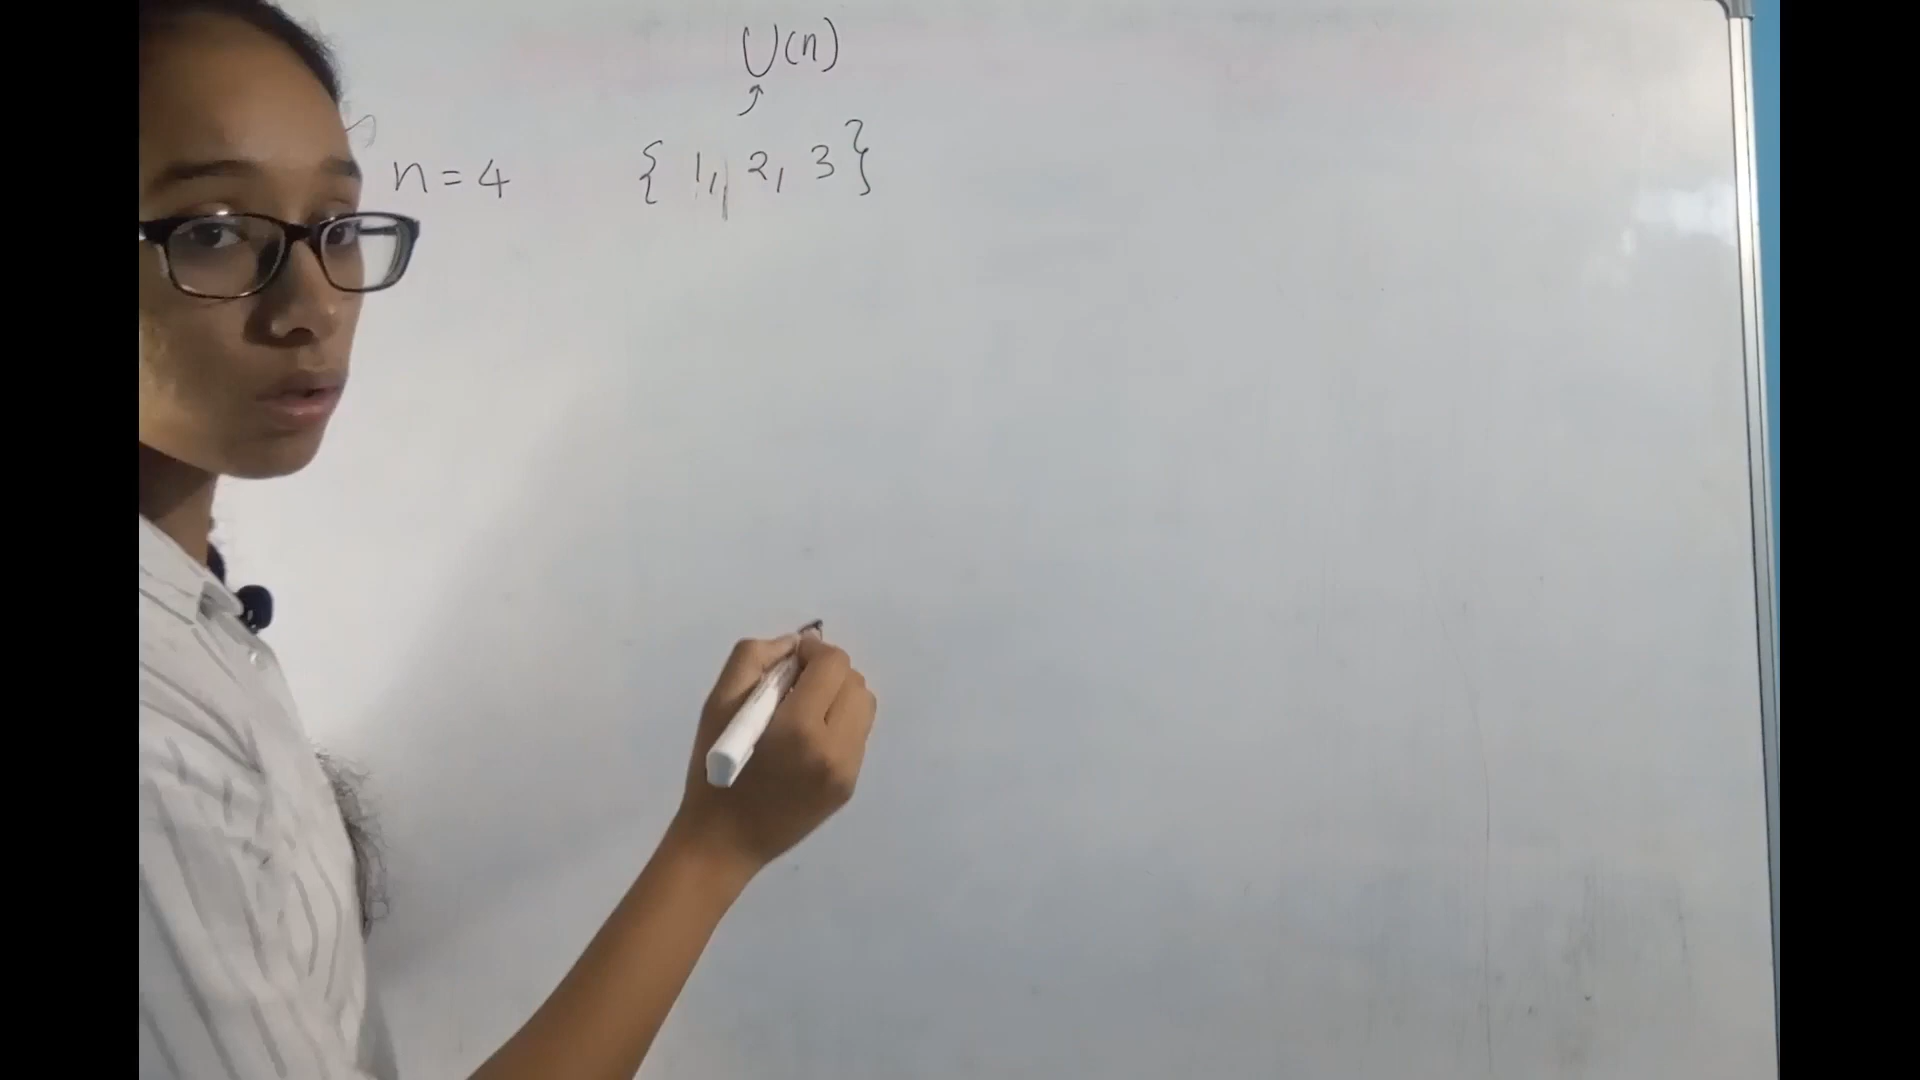 U(n)
n = 4 { 1, 2, 3 }